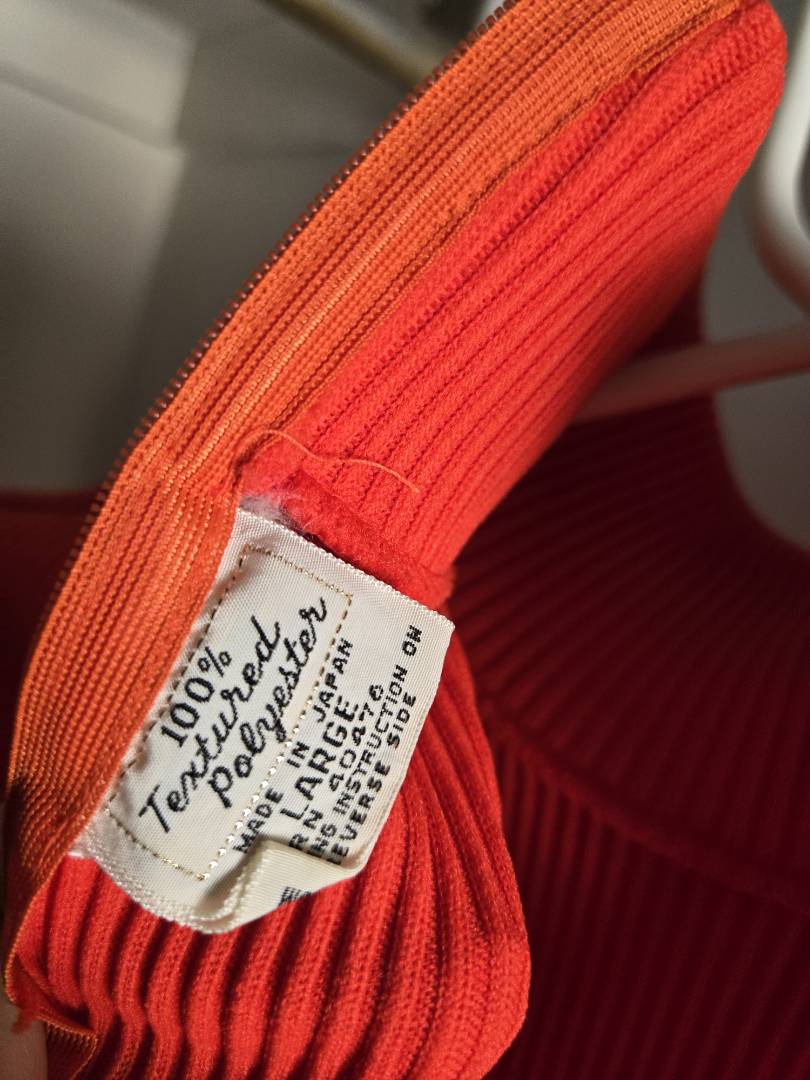 100%
Textured
Polyester
MADE IN JAPAN
LARGE
RN 40476
NG INSTRUCTION ON
EVERSE SIDE